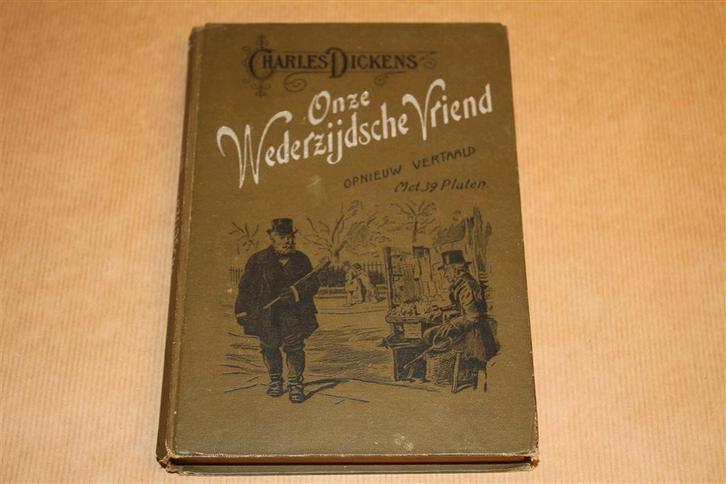 CHARLES DICKENS
Onze
Wederzijdsche Vriend
OPNIEUW VERTAALD
Met 39 Platen.